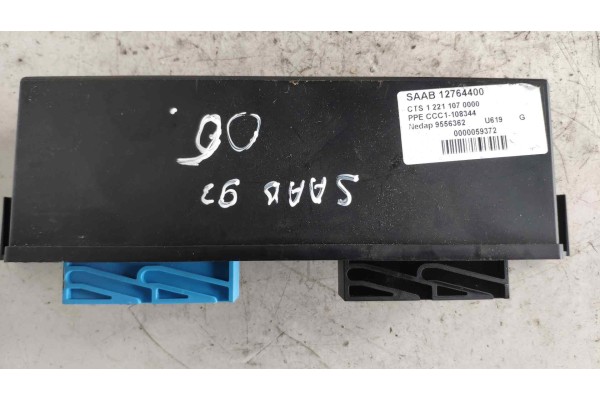 SAAB 12764400
CTS 1 221 107 0000
PPE CCC1-108344
Nedap 9556362 U619 G
0000059372
06.
SAAB 93